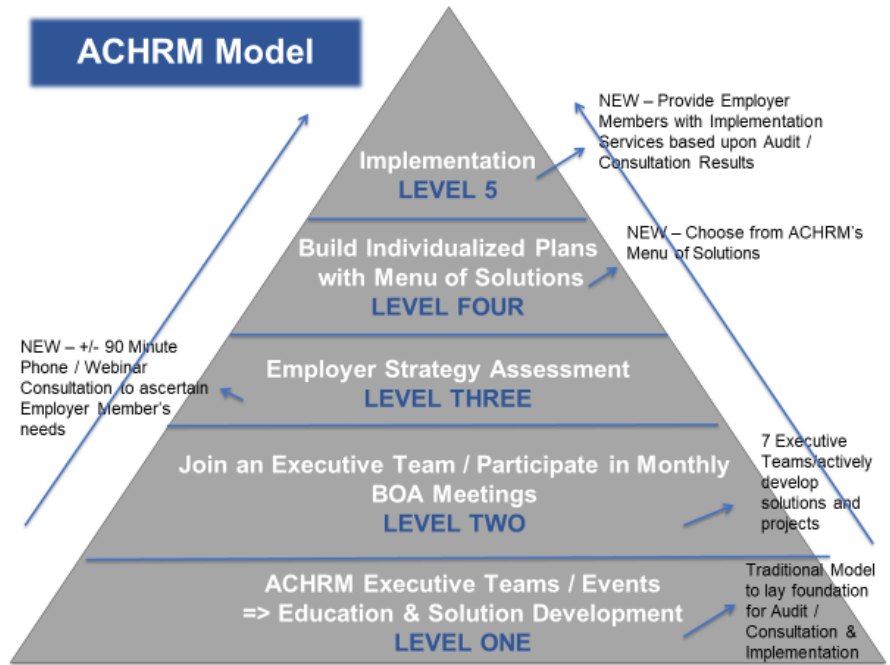 ACHRM Model
NEW – Provide Employer
Members with Implementation
Services based upon Audit /
Consultation Results
Implementation
LEVEL 5
NEW – Choose from ACHRM's
Menu of Solutions
Build Individualized Plans
with Menu of Solutions
LEVEL FOUR
NEW – +/- 90 Minute
Phone / Webinar
Consultation to ascertain
Employer Member's
needs
Employer Strategy Assessment
LEVEL THREE
7 Executive
Teams/actively
develop
solutions and
projects
Join an Executive Team / Participate in Monthly
BOA Meetings
LEVEL TWO
Traditional Model
to lay foundation
for Audit /
Consultation &
Implementation
ACHRM Executive Teams / Events
=> Education & Solution Development
LEVEL ONE